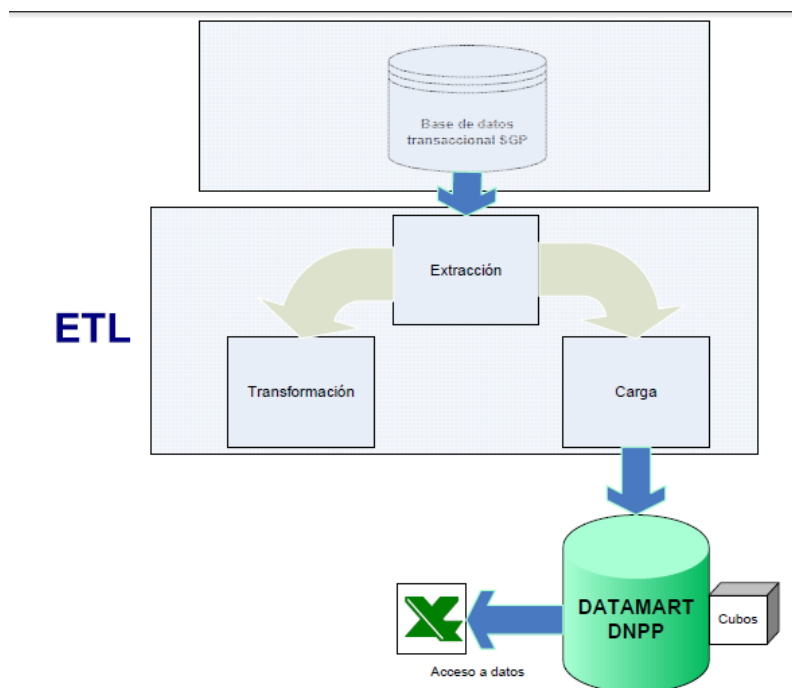 Base de datos
transaccional SGP
Extracción
ETL
Transformación
Carga
DATAMART
DNPP
Cubos
Acceso a datos